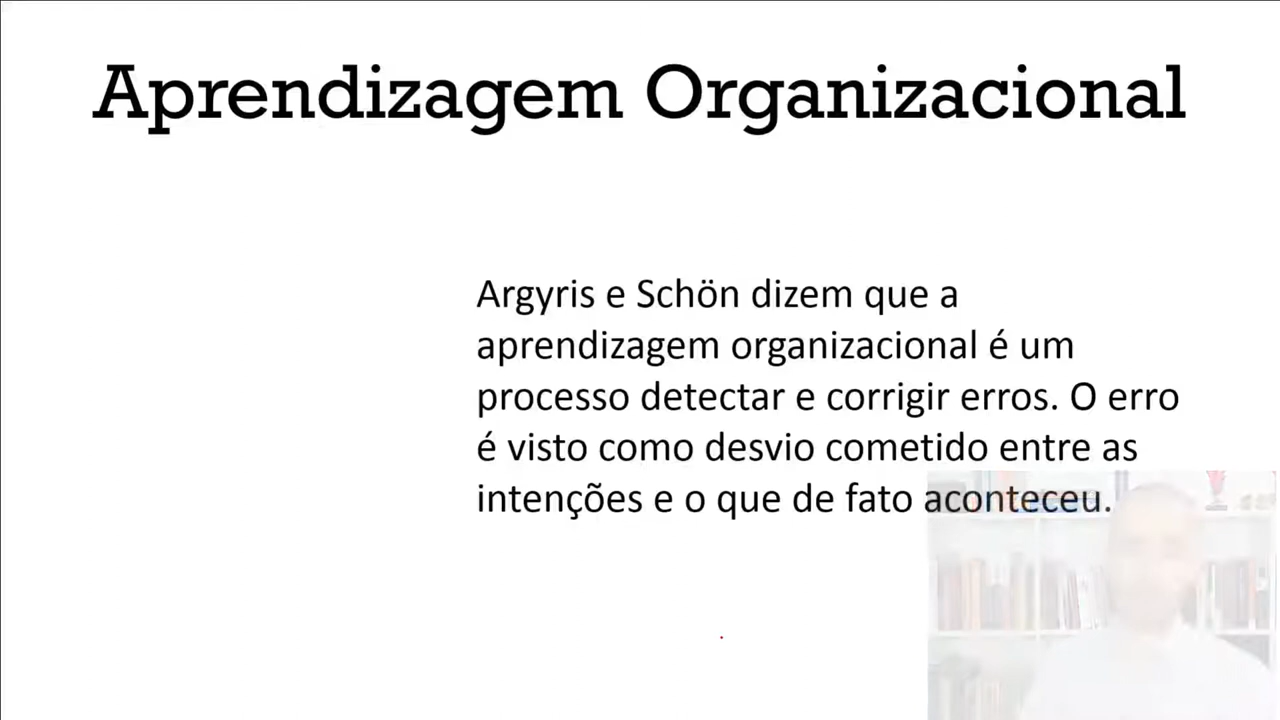 Aprendizagem Organizacional
Argyris e Schön dizem que a
aprendizagem organizacional é um
processo detectar e corrigir erros. O erro
é visto como desvio cometido entre as
intenções e o que de fato aconteceu.